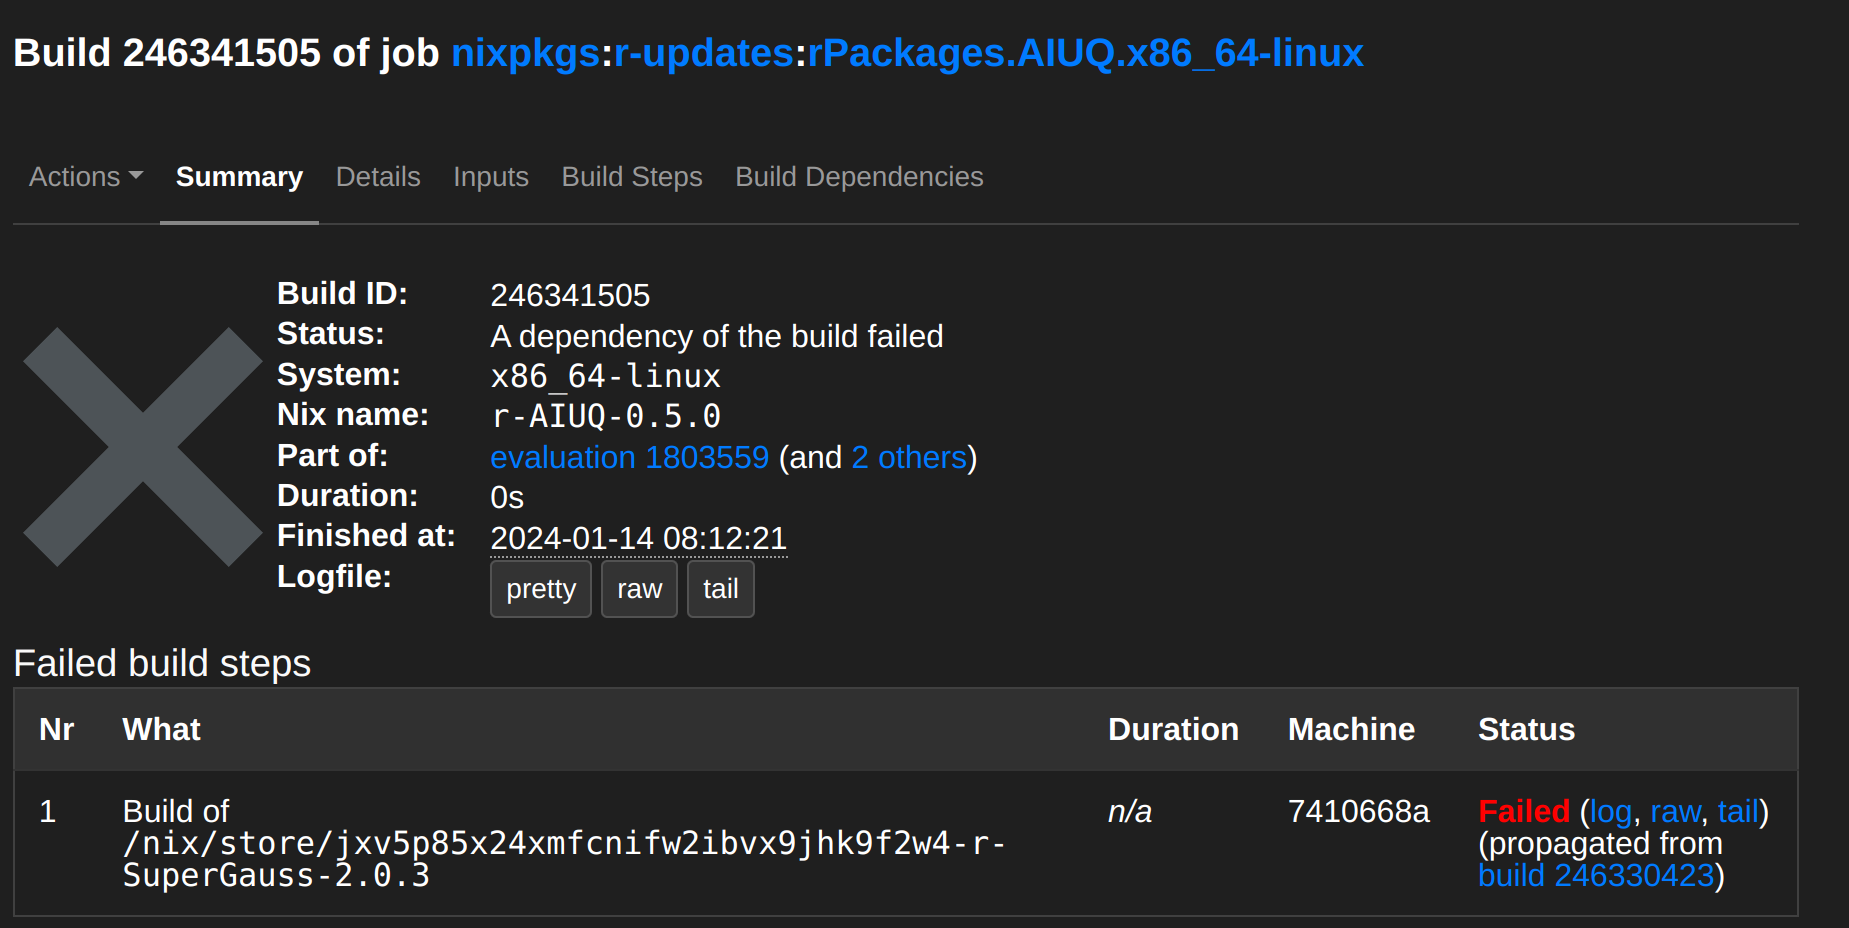 Build 246341505 of job nixpkgs:r-updates:rPackages.AIUQ.x86_64-linux
Actions Summary Details Inputs Build Steps Build Dependencies
Build ID: 246341505
Status: A dependency of the build failed
System: x86_64-linux
Nix name: r-AIUQ-0.5.0
Part of: evaluation 1803559 (and 2 others)
Duration: 0s
Finished at: 2024-01-14 08:12:21
Logfile: pretty raw tail
Failed build steps
Nr What Duration Machine Status
1 Build of n/a 7410668a Failed (log, raw, tail)
/nix/store/jxv5p85x24xmfcnifw2ibvx9jhk9f2w4-r- (propagated from
SuperGauss-2.0.3 build 246330423)